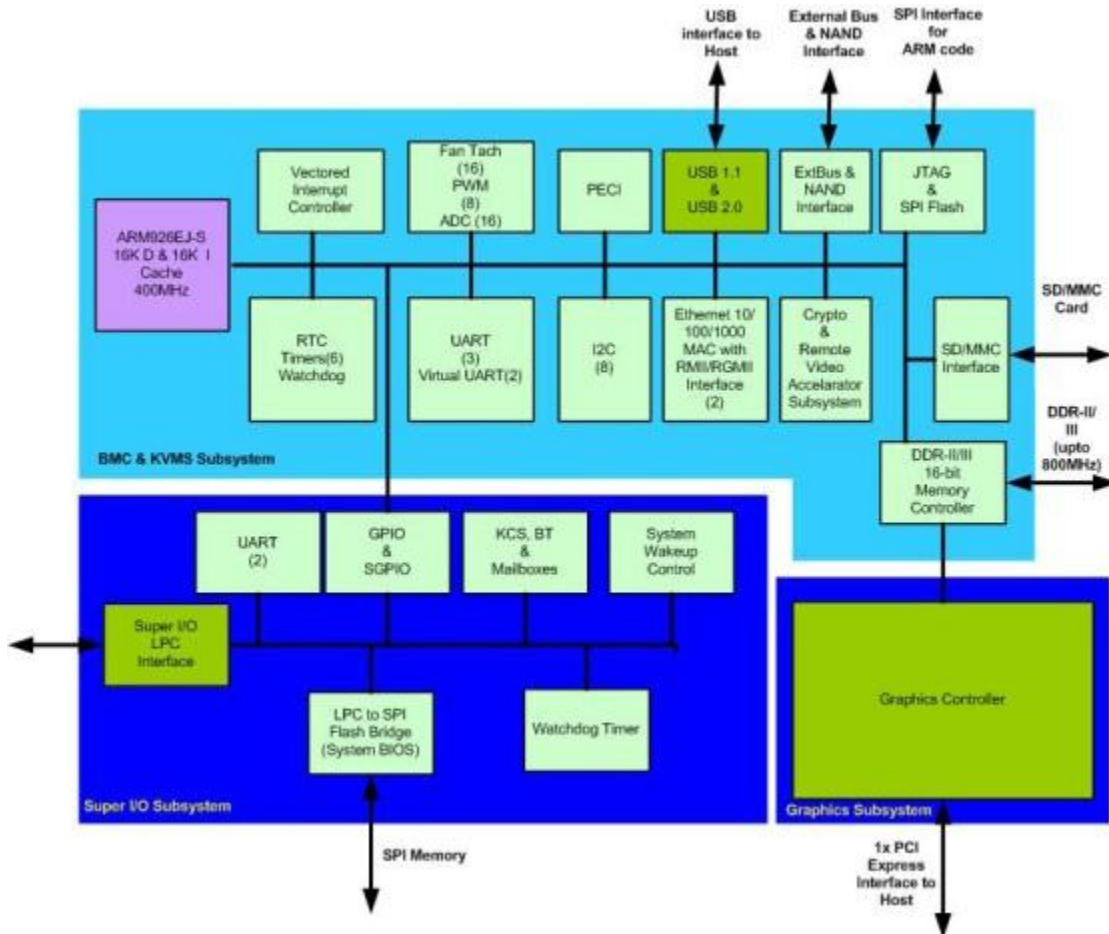 USB
interface to
Host
External Bus
& NAND
Interface
SPI Interface
for
ARM code
Vectored
Interrupt
Controller
Fan Tach
(16)
PWM
(8)
ADC (16)
PECI
USB 1.1
&
USB 2.0
ExtBus &
NAND
Interface
JTAG
&
SPI Flash
ARM926EJ-S
16K D & 16K I
Cache
400MHz
RTC
Timers(6)
Watchdog
UART
(3)
Virtual UART(2)
I2C
(8)
Ethernet 10/
100/1000
MAC with
RMII/RGMII
Interface
(2)
Crypto
&
Remote
Video
Accelarator
Subsystem
SD/MMC
Interface
SD/MMC
Card
DDR-II/
III
(upto
800MHz)
DDR-II/III
16-bit
Memory
Controller
BMC & KVMS Subsystem
UART
(2)
GPIO
&
SGPIO
KCS, BT
&
Mailboxes
System
Wakeup
Control
Super I/O
LPC
Interface
LPC to SPI
Flash Bridge
(System BIOS)
Watchdog Timer
Super I/O Subsystem
SPI Memory
Graphics Controller
Graphics Subsystem
1x PCI
Express
Interface to
Host